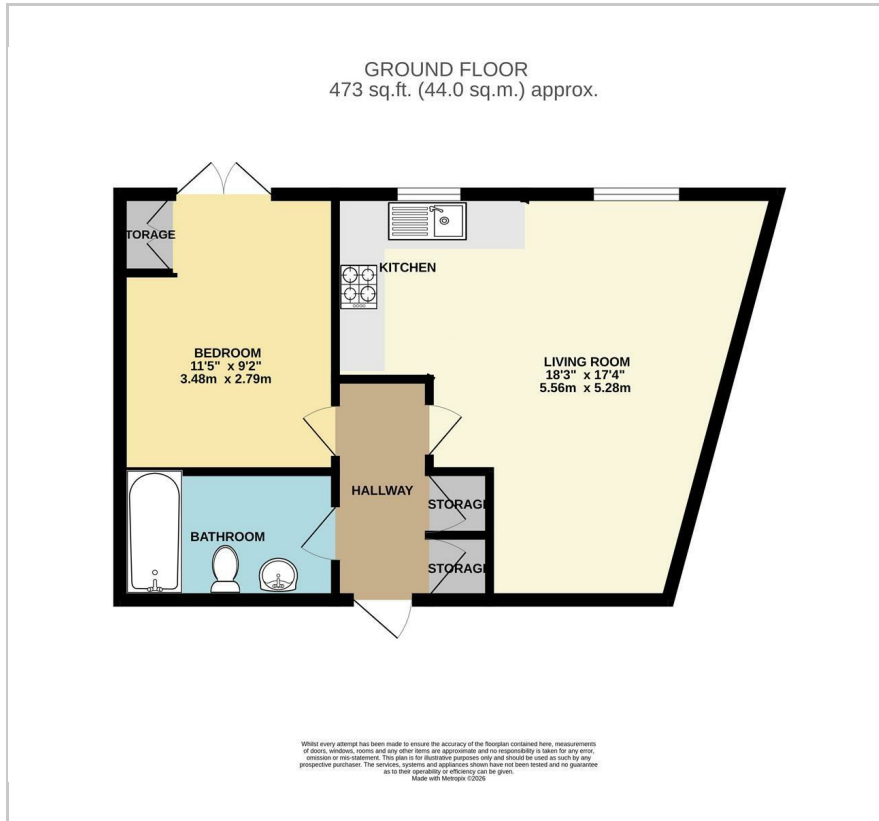 GROUND FLOOR
473 sq.ft. (44.0 sq.m.) approx.
TORAGE
KITCHEN
BEDROOM
11'5" x 9'2"
3.48m x 2.79m
LIVING ROOM
18'3" x 17'4"
5.56m x 5.28m
HALLWAY
STORAGE
BATHROOM
STORAGE
Whilst every attempt has been made to ensure the accuracy of the floorplan contained here, measurements
of doors, windows, rooms and any other items are approximate and no responsibility is taken for any error,
omission or mis-statement. This plan is for illustrative purposes only and should be used as such by any
prospective purchaser. The services, systems and appliances shown have not been tested and no guarantee
as to their operability or efficiency can be given.
Made with Metropix ©2026